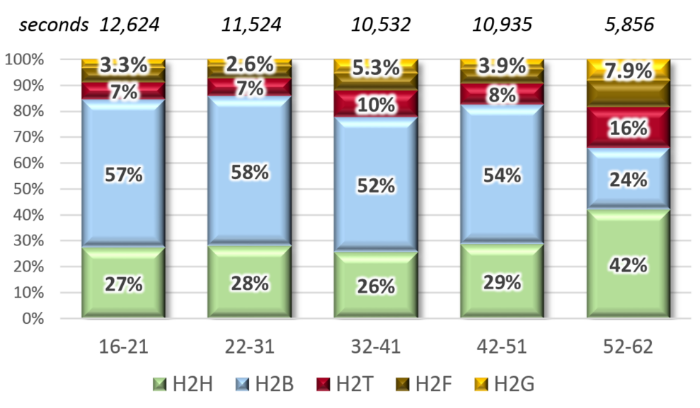 seconds 12,624 11,524 10,532 10,935 5,856
100%
3.3% 2.6% 5.3% 3.9% 7.9%
90%
7% 7% 10% 8% 16%
80%
70%
60%
57% 58% 52% 54% 24%
50%
40%
30%
20%
27% 28% 26% 29% 42%
10%
0%
16-21 22-31 32-41 42-51 52-62
H2H H2B H2T H2F H2G